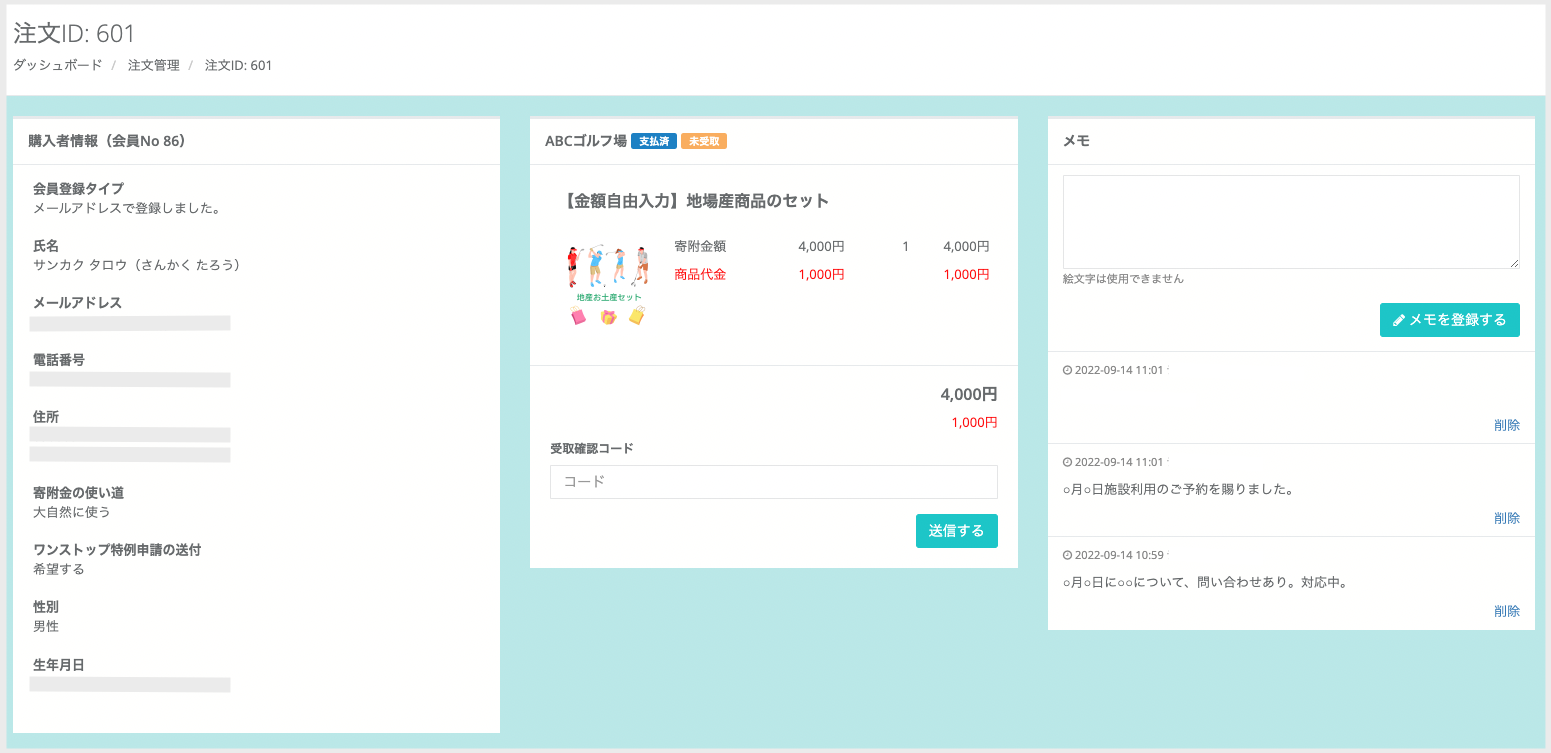 注文ID: 601
ダッシュボード / 注文管理 / 注文ID: 601
購入者情報（会員No 86）
会員登録タイプ
メールアドレスで登録しました。
氏名
サンカク タロウ（さんかく たろう）
メールアドレス
電話番号
住所
寄附金の使い道
大自然に使う
ワンストップ特例申請の送付
希望する
性別
男性
生年月日
ABCゴルフ場 支払済 未受取
【金額自由入力】地場産商品のセット
地産お土産セット
寄附金額 4,000円 1 4,000円
商品代金 1,000円 1,000円
4,000円
1,000円
受取確認コード
コード
送信する
メモ
絵文字は使用できません
メモを登録する
2022-09-14 11:01
削除
2022-09-14 11:01
○月○日施設利用のご予約を賜りました。
削除
2022-09-14 10:59
○月○日に○○について、問い合わせあり。対応中。
削除